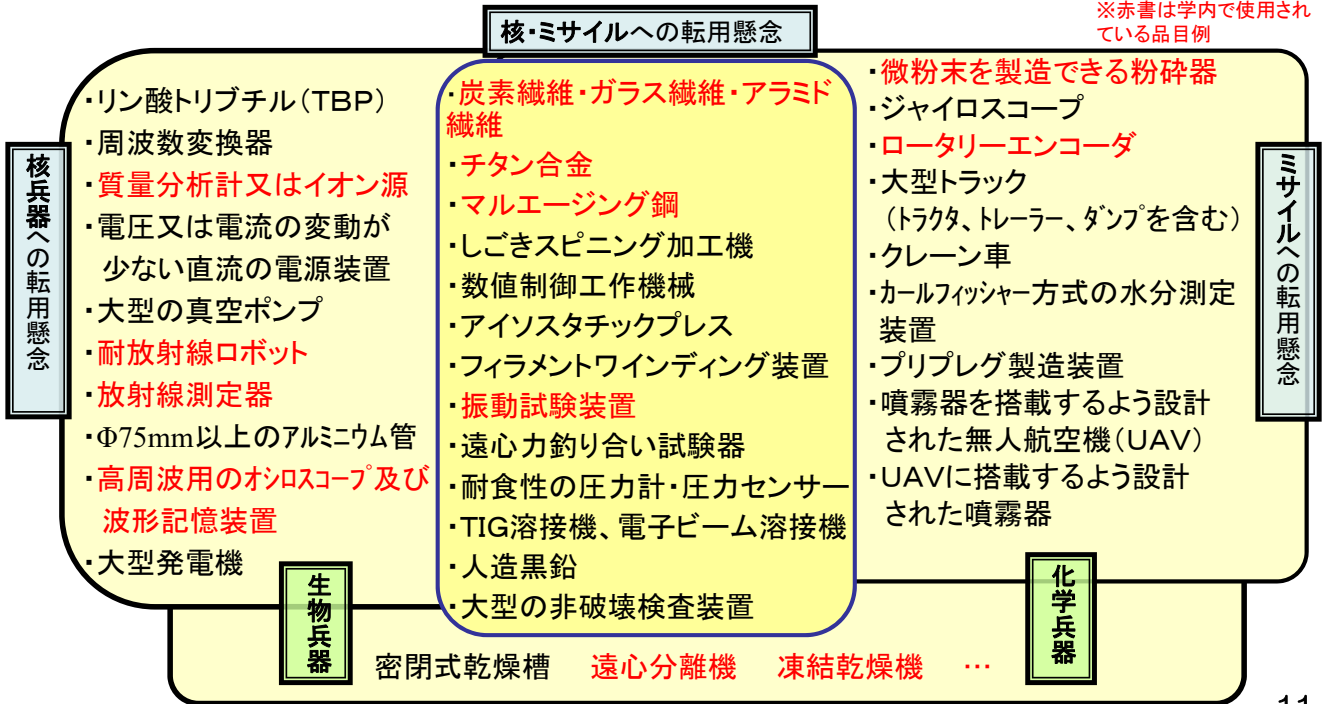 ※赤書は学内で使用され
ている品目例
核・ミサイルへの転用懸念
核兵器への転用懸念
・リン酸トリブチル(TBP)
・周波数変換器
・質量分析計又はイオン源
・電圧又は電流の変動が
少ない直流の電源装置
・大型の真空ポンプ
・耐放射線ロボット
・放射線測定器
・Φ75mm以上のアルミニウム管
・高周波用のオシロスコープ及び
波形記憶装置
・大型発電機
・炭素繊維・ガラス繊維・アラミド
繊維
・チタン合金
・マルエージング鋼
・しごきスピニング加工機
・数値制御工作機械
・アイソスタチックプレス
・フィラメントワインディング装置
・振動試験装置
・遠心力釣り合い試験器
・耐食性の圧力計・圧力センサー
・TIG溶接機、電子ビーム溶接機
・人造黒鉛
・大型の非破壊検査装置
・微粉末を製造できる粉砕器
・ジャイロスコープ
・ロータリーエンコーダ
・大型トラック
(トラクタ、トレーラー、ダンプを含む)
・クレーン車
・カールフィッシャー方式の水分測定
装置
・プリプレグ製造装置
・噴霧器を搭載するよう設計
された無人航空機(UAV)
・UAVに搭載するよう設計
された噴霧器
ミサイルへの転用懸念
生物兵器
化学兵器
密閉式乾燥槽 遠心分離機 凍結乾燥機 …
11